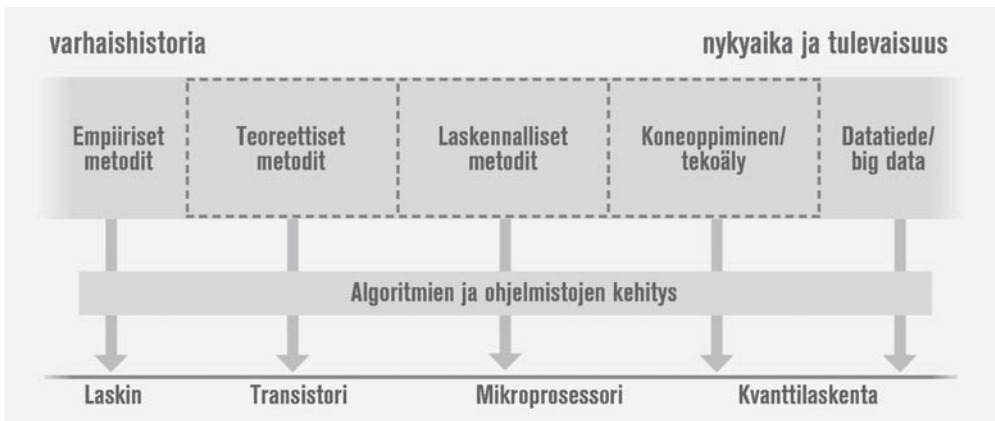 varhaishistoria
nykyaika ja tulevaisuus
Empiiriset
metodit
Teoreettiset
metodit
Laskennalliset
metodit
Koneoppiminen/
tekoäly
Datatiede/
big data
Algoritmien ja ohjelmistojen kehitys
Laskin
Transistori
Mikroprosessori
Kvanttilaskenta